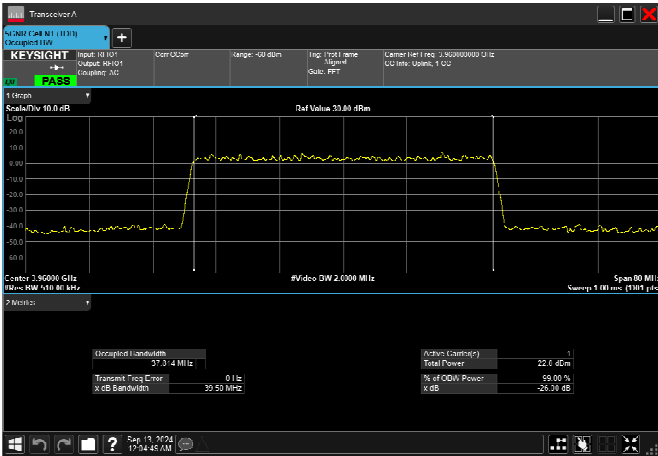 Transceiver A
5GNR Cell NT (TDD)
Occupied BW
KEYSIGHT
Input: RFIO1
Output: RFIO1
Coupling: AC
Corr CCorr
Range: -60 dBm
Trig: Prot Frame
Aligned
Gate: FFT
Carrier Ref Freq: 3.960000000 GHz
CC Info: Uplink, 1 CC
PASS
1 Graph
Scale/Div 10.0 dB
Ref Value 30.00 dBm
Log
20.0
10.0
0.00
-10.0
-20.0
-30.0
-40.0
-50.0
-60.0
Center 3.96000 GHz
#Video BW 2.0000 MHz
Span 80 MHz
#Res BW 510.00 kHz
Sweep 1.00 ms (1001 pts
2 Metrics
Occupied Bandwidth
37.814 MHz
Transmit Freq Error 0 Hz
x dB Bandwidth 39.50 MHz
Active Carrier(s) 1
Total Power 22.0 dBm
% of OBW Power 99.00 %
x dB -26.00 dB
Sep 13, 2024
12:04:49 AM